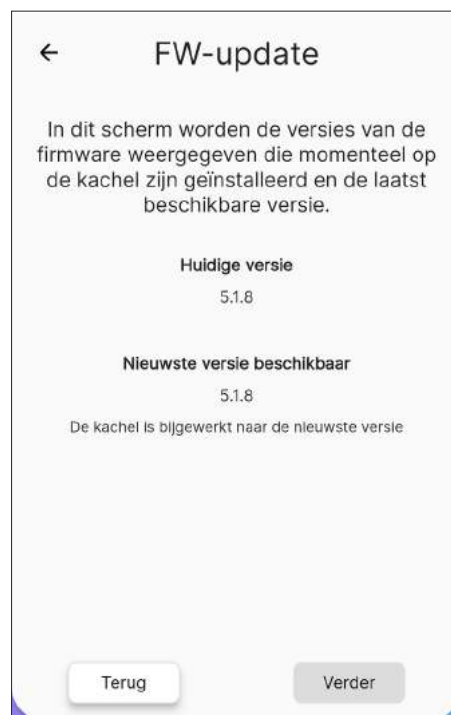 FW-update
In dit scherm worden de versies van de
firmware weergegeven die momenteel op
de kachel zijn geïnstalleerd en de laatst
beschikbare versie.
Huidige versie
5.1.8
Nieuwste versie beschikbaar
5.1.8
De kachel is bijgewerkt naar de nieuwste versie
Terug
Verder